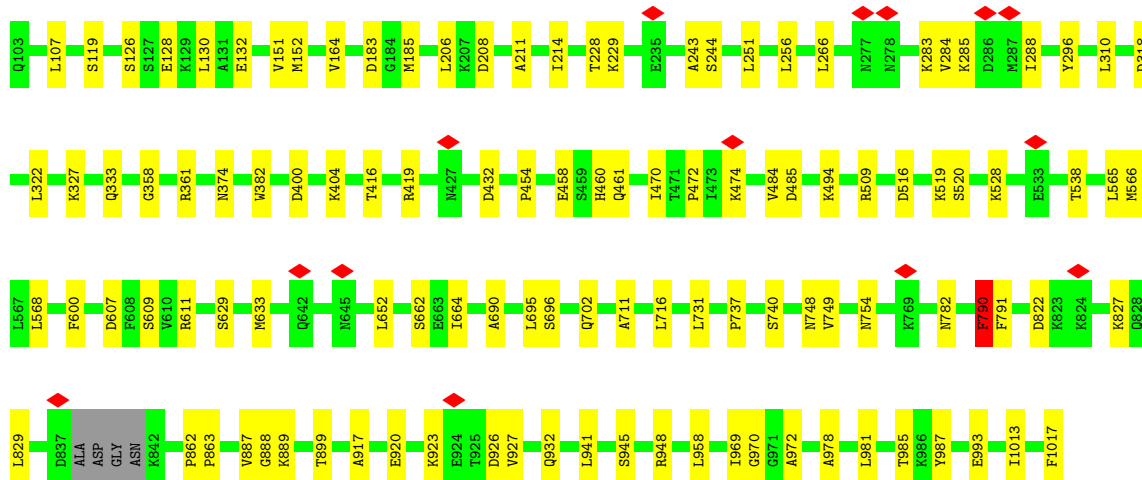 Q103 L107 S119 S126 S127 E128 K129 L130 A131 E132 V151 M152 V164 D183 G184 M185 L206 K207 D208 A211 I214 T228 K229 E235 A243 S244 L251 L256 L266 N277 N278 K283 V284 K285 D286 M287 I288 Y296 L310 D318
L322 K327 Q333 G358 R361 N374 W382 D400 K404 T416 R419 N427 D432 P454 E458 S459 H460 Q461 I470 T471 P472 I473 K474 V484 D485 K494 R509 D516 K519 S520 K528 E533 T538 L565 M566
L567 L568 F600 D607 F608 S609 V610 R611 S629 M633 Q642 N645 L652 S662 E663 I664 A690 L695 S696 Q702 A711 L716 L731 P737 S740 N748 V749 N754 K769 N782 F790 F791 D822 K823 K824 K827 Q828
L829 D837 ALA ASP GLY ASN K842 P862 P863 V887 G888 K889 T899 A917 E920 K923 E924 T925 D926 V927 Q932 L941 S945 R948 L958 I969 G970 G971 A972 A978 L981 T985 K986 Y987 E993 I1013 F1017